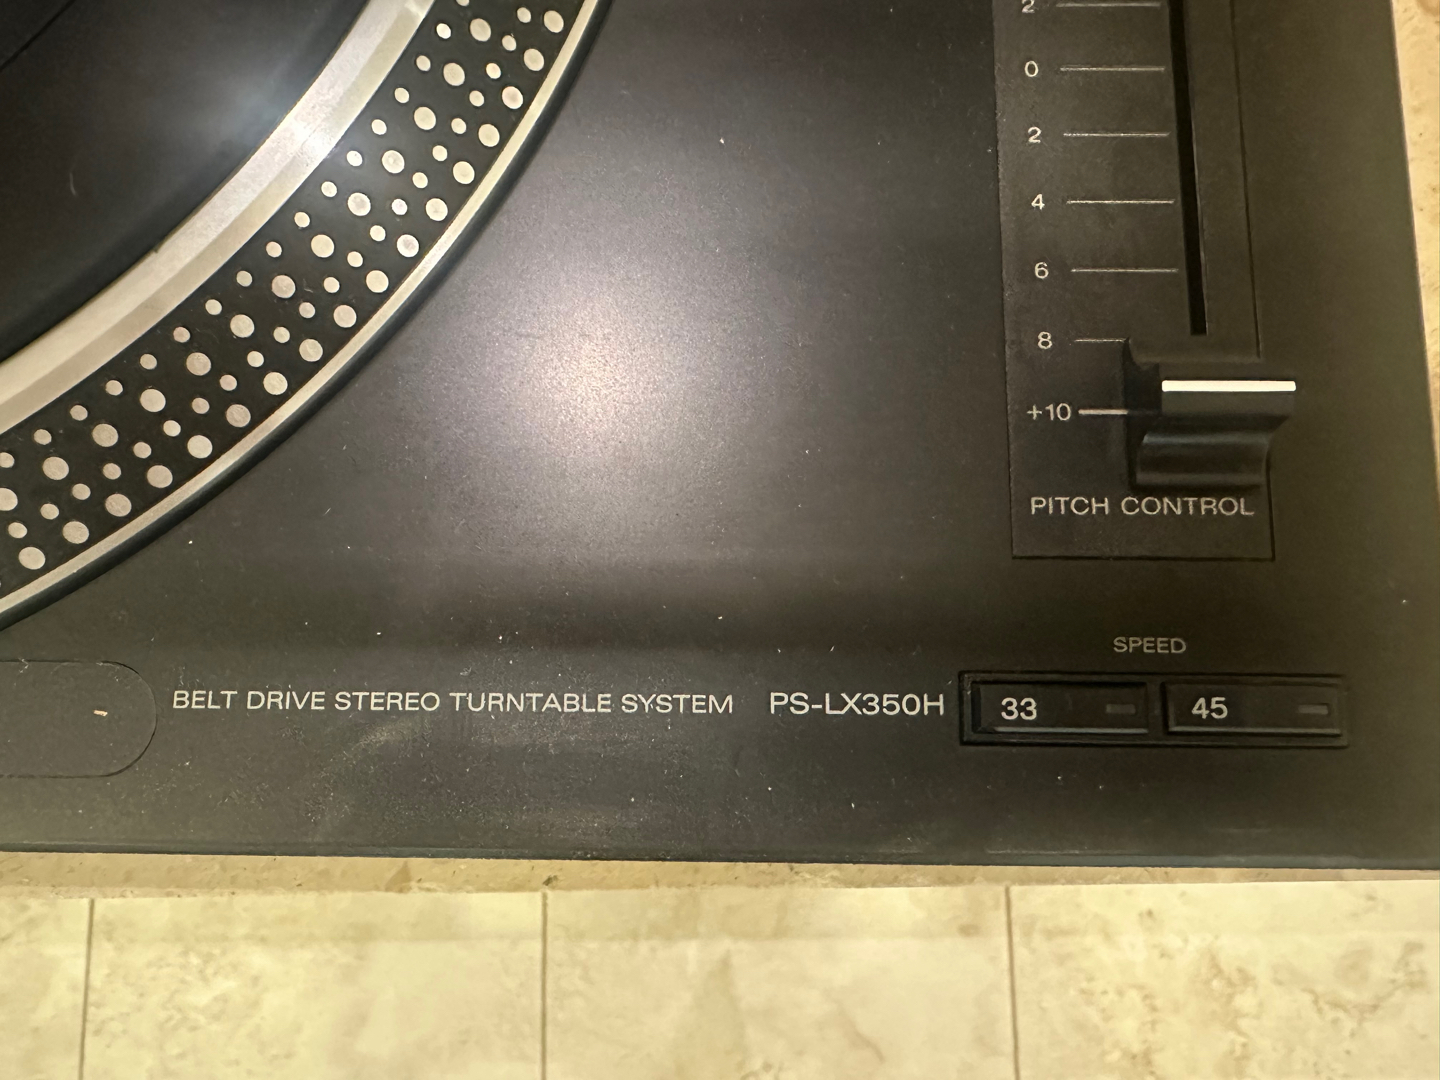 2
0
2
4
6
8
+10
PITCH CONTROL
SPEED
BELT DRIVE STEREO TURNTABLE SYSTEM PS-LX350H 33 45